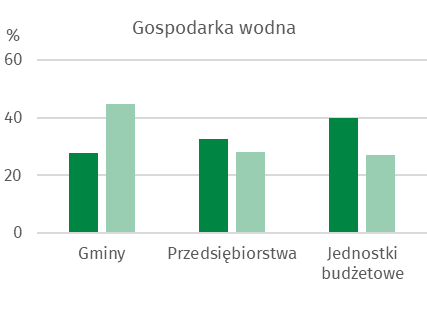 Gospodarka wodna
%
60
40
20
0
Gminy
Przedsiębiorstwa
Jednostki
budżetowe